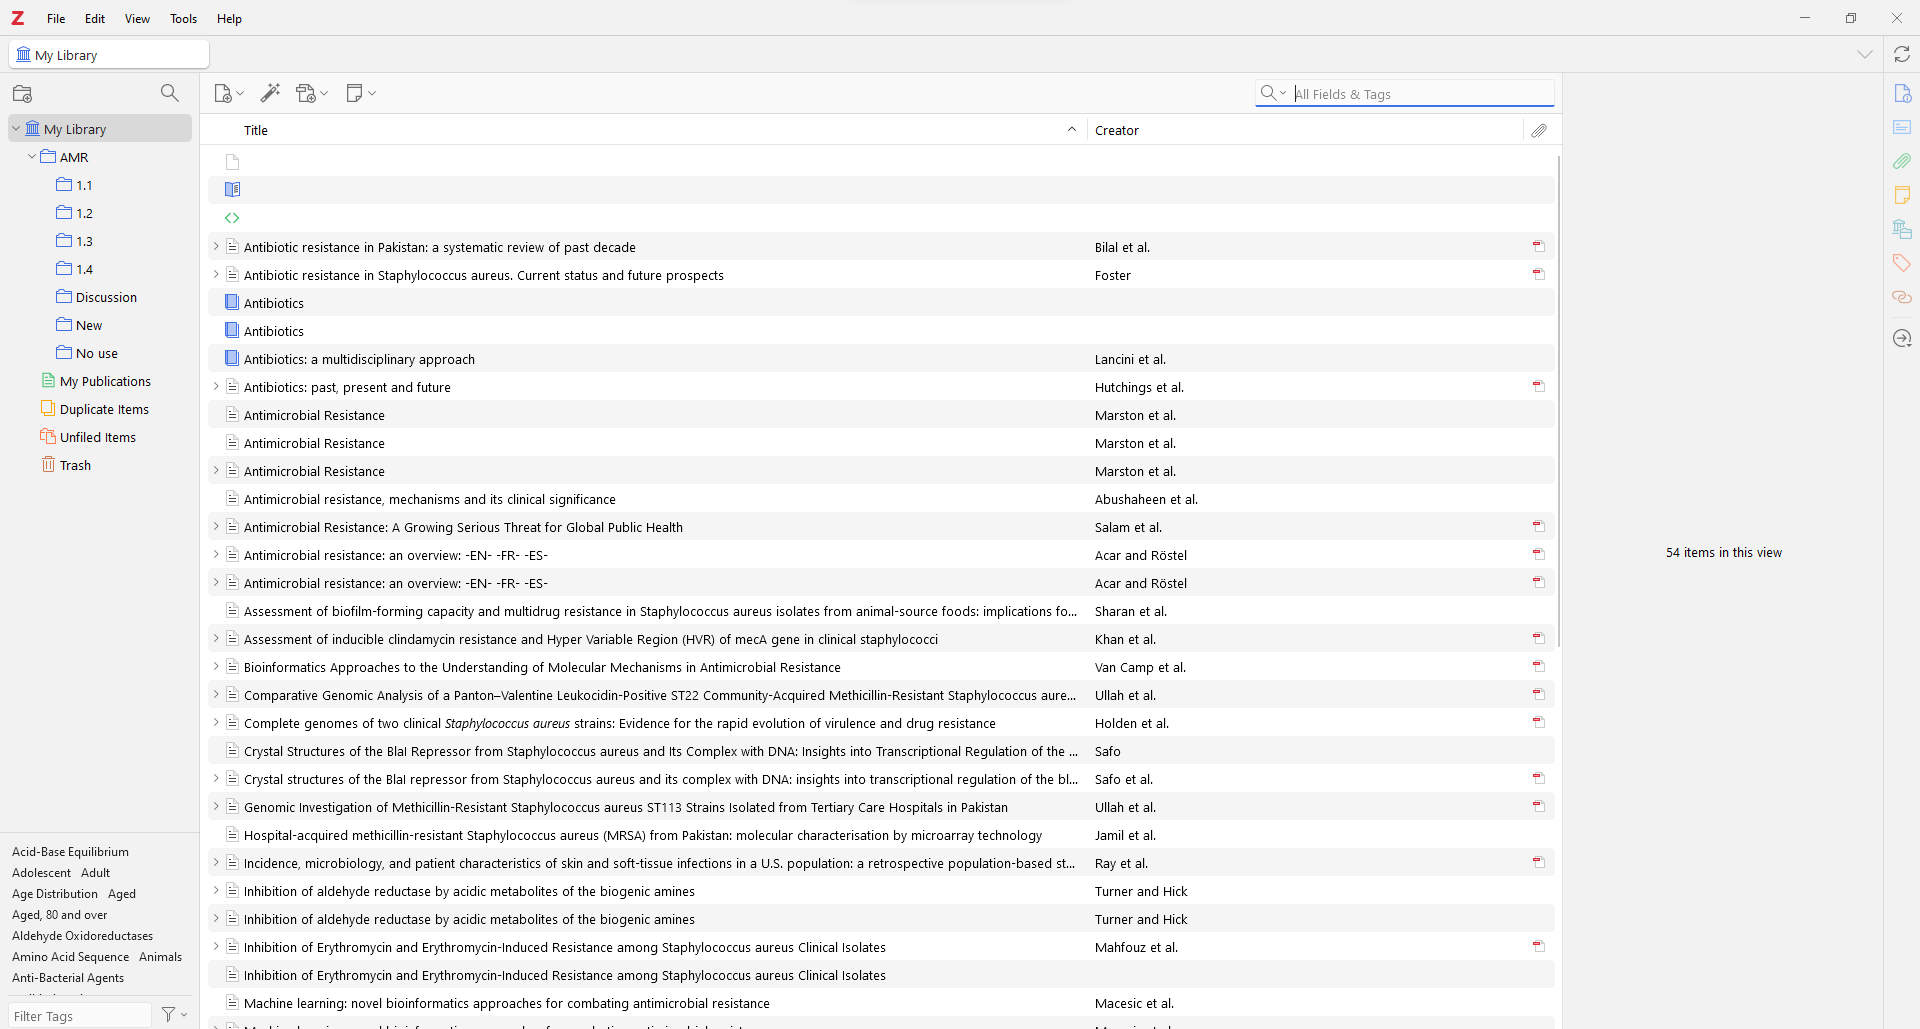 Z File Edit View Tools Help
My Library
All Fields & Tags
My Library
AMR
1.1
1.2
1.3
1.4
Discussion
New
No use
My Publications
Duplicate Items
Unfiled Items
Trash
Acid-Base Equilibrium
Adolescent Adult
Age Distribution Aged
Aged, 80 and over
Aldehyde Oxidoreductases
Amino Acid Sequence Animals
Anti-Bacterial Agents
Filter Tags
Title Creator
Antibiotic resistance in Pakistan: a systematic review of past decade Bilal et al.
Antibiotic resistance in Staphylococcus aureus. Current status and future prospects Foster
Antibiotics
Antibiotics
Antibiotics: a multidisciplinary approach Lancini et al.
Antibiotics: past, present and future Hutchings et al.
Antimicrobial Resistance Marston et al.
Antimicrobial Resistance Marston et al.
Antimicrobial Resistance Marston et al.
Antimicrobial resistance, mechanisms and its clinical significance Abushaheen et al.
Antimicrobial Resistance: A Growing Serious Threat for Global Public Health Salam et al.
Antimicrobial resistance: an overview: -EN- -FR- -ES- Acar and Röstel
Antimicrobial resistance: an overview: -EN- -FR- -ES- Acar and Röstel
Assessment of biofilm-forming capacity and multidrug resistance in Staphylococcus aureus isolates from animal-source foods: implications fo... Sharan et al.
Assessment of inducible clindamycin resistance and Hyper Variable Region (HVR) of mecA gene in clinical staphylococci Khan et al.
Bioinformatics Approaches to the Understanding of Molecular Mechanisms in Antimicrobial Resistance Van Camp et al.
Comparative Genomic Analysis of a Panton–Valentine Leukocidin-Positive ST22 Community-Acquired Methicillin-Resistant Staphylococcus aure... Ullah et al.
Complete genomes of two clinical Staphylococcus aureus strains: Evidence for the rapid evolution of virulence and drug resistance Holden et al.
Crystal Structures of the BlaI Repressor from Staphylococcus aureus and Its Complex with DNA: Insights into Transcriptional Regulation of the ... Safo
Crystal structures of the BlaI repressor from Staphylococcus aureus and its complex with DNA: insights into transcriptional regulation of the bl... Safo et al.
Genomic Investigation of Methicillin-Resistant Staphylococcus aureus ST113 Strains Isolated from Tertiary Care Hospitals in Pakistan Ullah et al.
Hospital-acquired methicillin-resistant Staphylococcus aureus (MRSA) from Pakistan: molecular characterisation by microarray technology Jamil et al.
Incidence, microbiology, and patient characteristics of skin and soft-tissue infections in a U.S. population: a retrospective population-based st... Ray et al.
Inhibition of aldehyde reductase by acidic metabolites of the biogenic amines Turner and Hick
Inhibition of aldehyde reductase by acidic metabolites of the biogenic amines Turner and Hick
Inhibition of Erythromycin and Erythromycin-Induced Resistance among Staphylococcus aureus Clinical Isolates Mahfouz et al.
Inhibition of Erythromycin and Erythromycin-Induced Resistance among Staphylococcus aureus Clinical Isolates
Machine learning: novel bioinformatics approaches for combating antimicrobial resistance Macesic et al.
54 items in this view